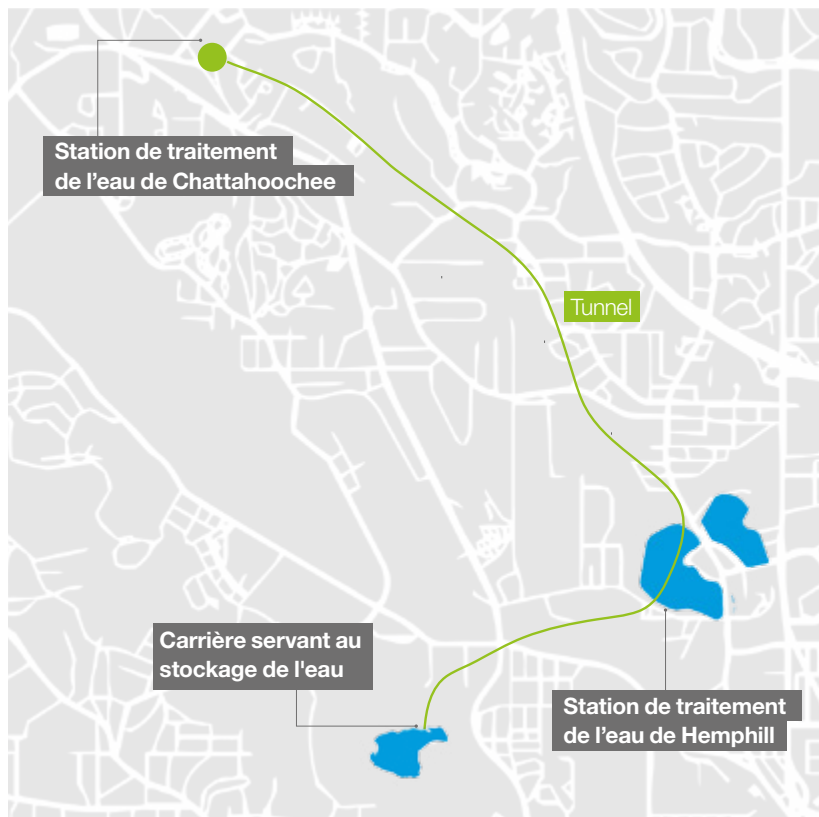 Station de traitement
de l’eau de Chattahoochee
Tunnel
Carrière servant au
stockage de l'eau
Station de traitement
de l’eau de Hemphill